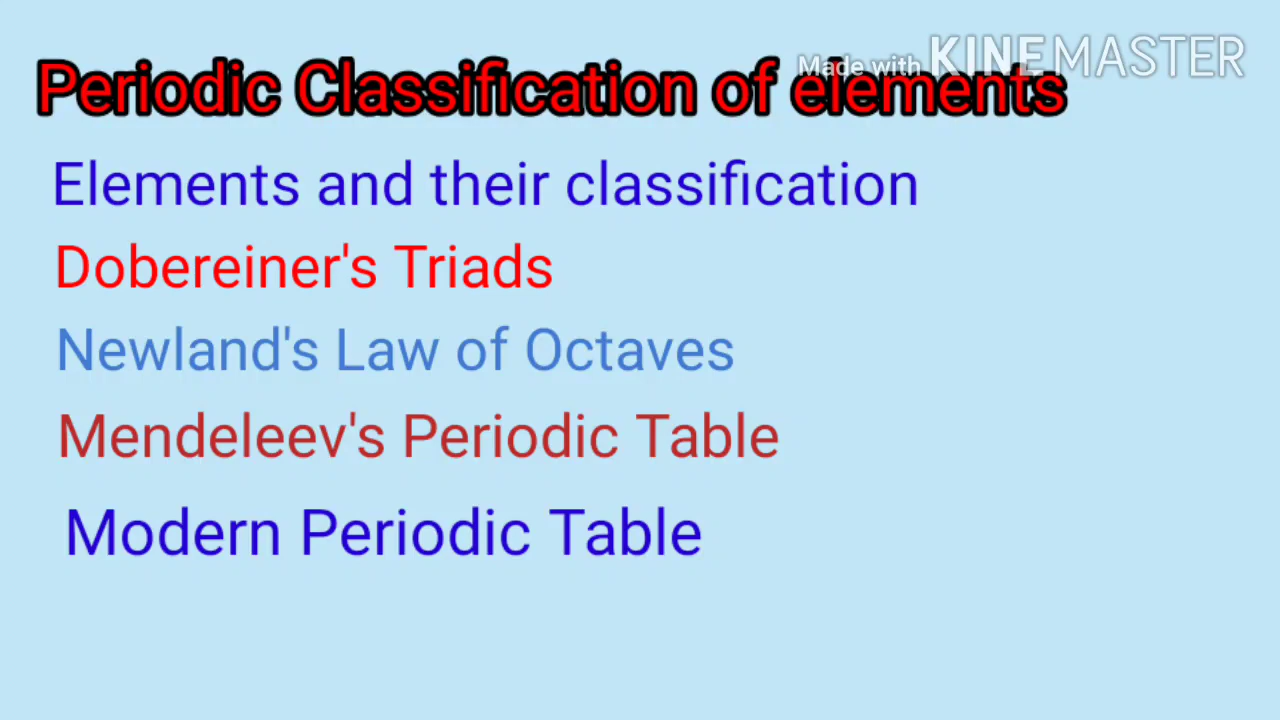 Made with KINEMASTER
Periodic Classification of elements
Elements and their classification
Dobereiner's Triads
Newland's Law of Octaves
Mendeleev's Periodic Table
Modern Periodic Table